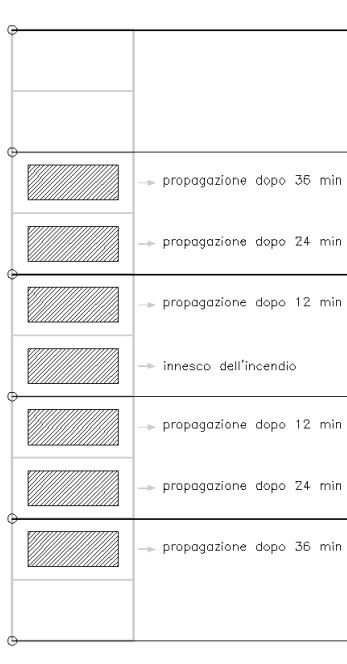 propagazione dopo 36 min
propagazione dopo 24 min
propagazione dopo 12 min
innesco dell'incendio
propagazione dopo 12 min
propagazione dopo 24 min
propagazione dopo 36 min